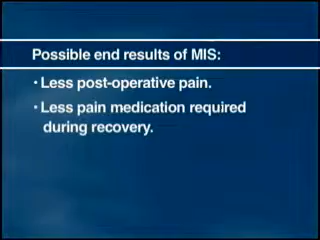 Possible end results of MIS:
• Less post-operative pain.
• Less pain medication required
during recovery.